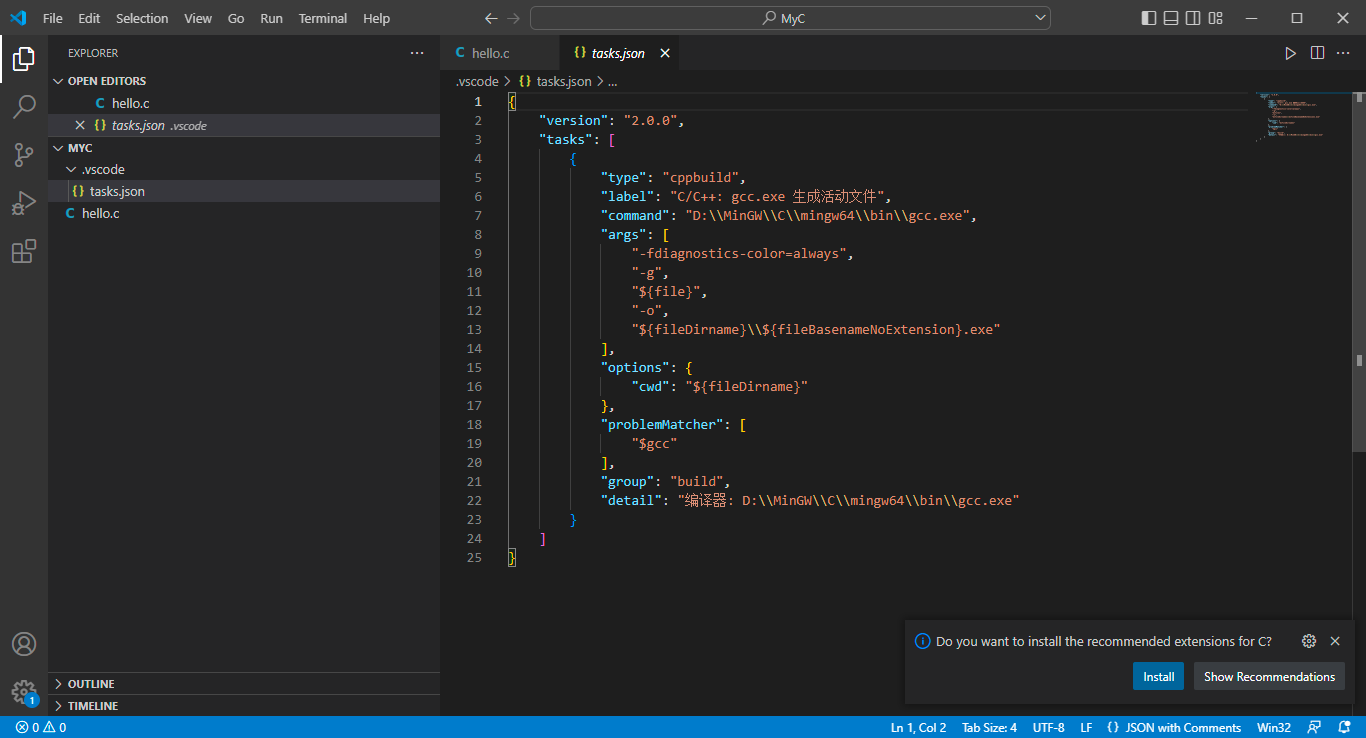 File Edit Selection View Go Run Terminal Help
MyC
EXPLORER
OPEN EDITORS
C hello.c
{} tasks.json .vscode
MYC
.vscode
{} tasks.json
C hello.c
OUTLINE
TIMELINE
C hello.c {} tasks.json
.vscode > {} tasks.json > ...
1 {
2 "version": "2.0.0",
3 "tasks": [
4 {
5 "type": "cppbuild",
6 "label": "C/C++: gcc.exe 生成活动文件",
7 "command": "D:\\MinGW\\C\\mingw64\\bin\\gcc.exe",
8 "args": [
9 "-fdiagnostics-color=always",
10 "-g",
11 "${file}",
12 "-o",
13 "${fileDirname}\\${fileBasenameNoExtension}.exe"
14 ],
15 "options": {
16 "cwd": "${fileDirname}"
17 },
18 "problemMatcher": [
19 "$gcc"
20 ],
21 "group": "build",
22 "detail": "编译器: D:\\MinGW\\C\\mingw64\\bin\\gcc.exe"
23 }
24 ]
25 }
Do you want to install the recommended extensions for C?
Install Show Recommendations
1
0 0 Ln 1, Col 2 Tab Size: 4 UTF-8 LF {} JSON with Comments Win32